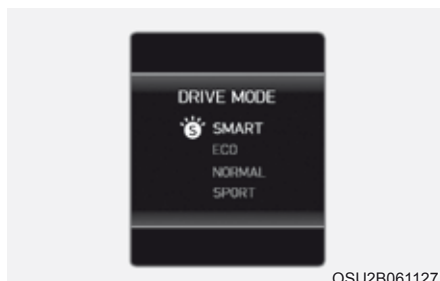 DRIVE MODE
S SMART
ECO
NORMAL
SPORT
OSU2B061127